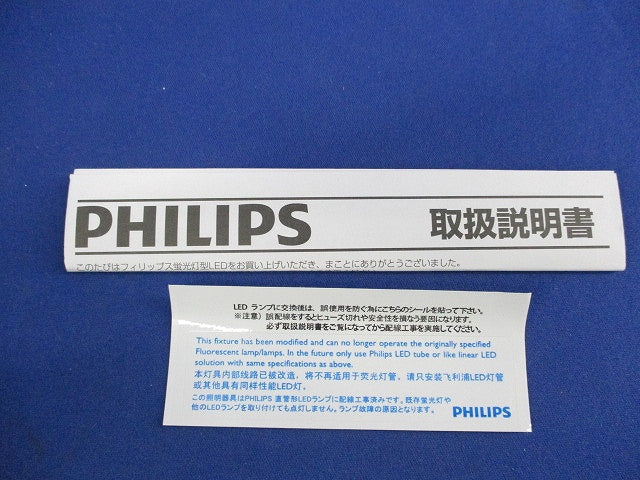 PHILIPS 取扱説明書
このたびはフィリップス蛍光灯型LEDをお買い上げいただき、まことにありがとうございました。
LED ランプに交換後は、誤使用を防ぐ為にこちらのシールを貼って下さい。
※注意）誤配線をするとヒューズ切れや安全性を損なう要因になります。
必ず取扱説明書をご覧になってから配線工事を実施してください。
This fixture has been modified and can no longer operate the originally specified
Fluorescent lamp/lamps. In the future only use Philips LED tube or like linear LED
solution with same specifications as above.
本灯具内部线路已被改造，将不再适用于荧光灯管，请只安装飞利浦LED灯管
或其他具有同样性能LED灯。
この照明器具はPHILIPS 直管形LEDランプに配線工事済みです。既存蛍光灯や
他のLEDランプを取り付けても点灯しません。ランプ故障の原因となります。
PHILIPS